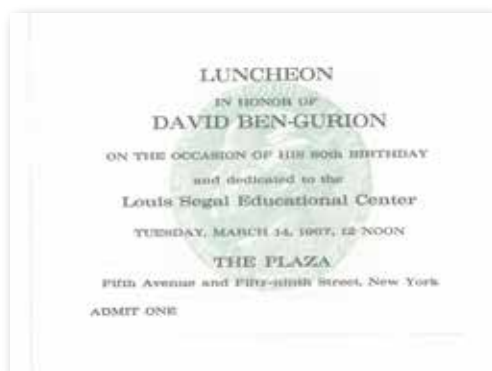 LUNCHEON
IN HONOR OF
DAVID BEN-GURION
ON THE OCCASION OF HIS 80th BIRTHDAY
and dedicated to the
Louis Segal Educational Center
TUESDAY, MARCH 14, 1967, 12 NOON
THE PLAZA
Fifth Avenue and Fifty-ninth Street, New York
ADMIT ONE